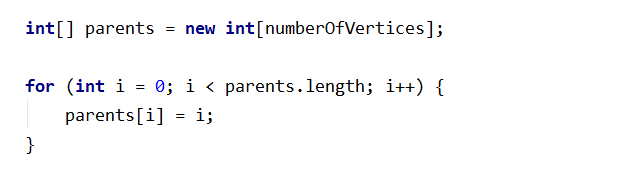 int[] parents = new int[numberOfVertices];
for (int i = 0; i < parents.length; i++) {
    parents[i] = i;
}